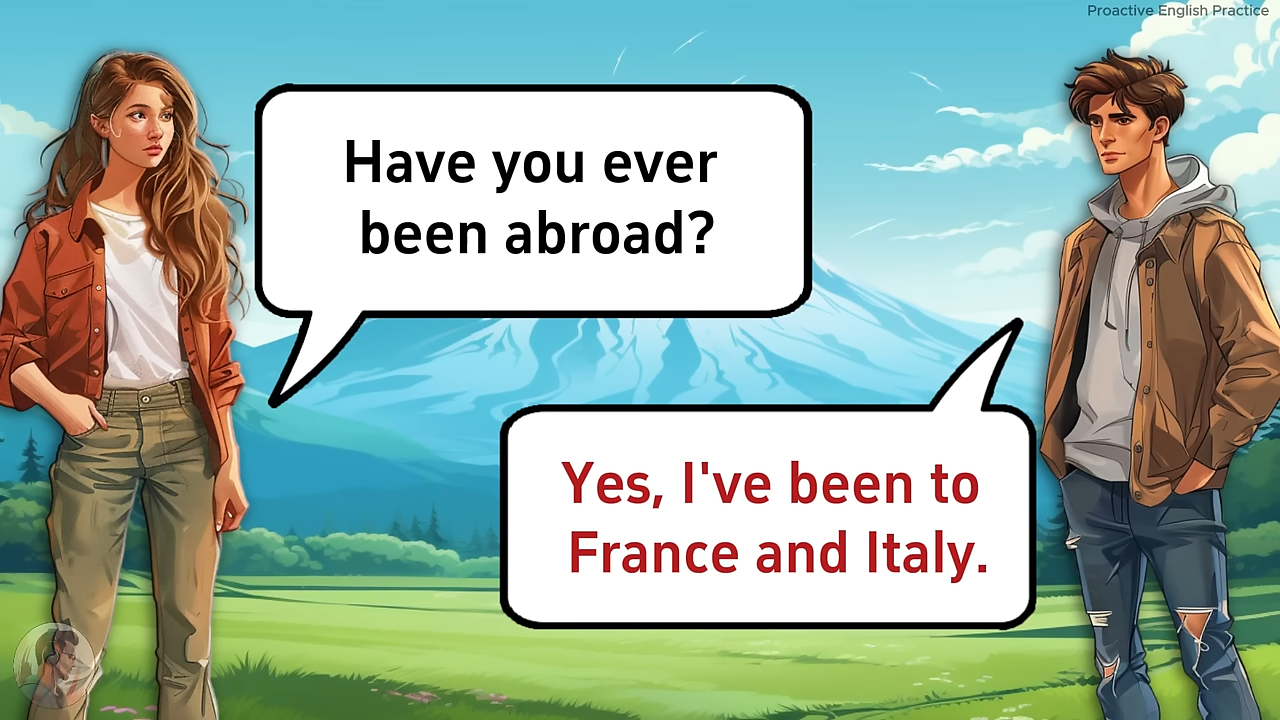 Proactive English Practice
Have you ever
been abroad?
Yes, I've been to
France and Italy.